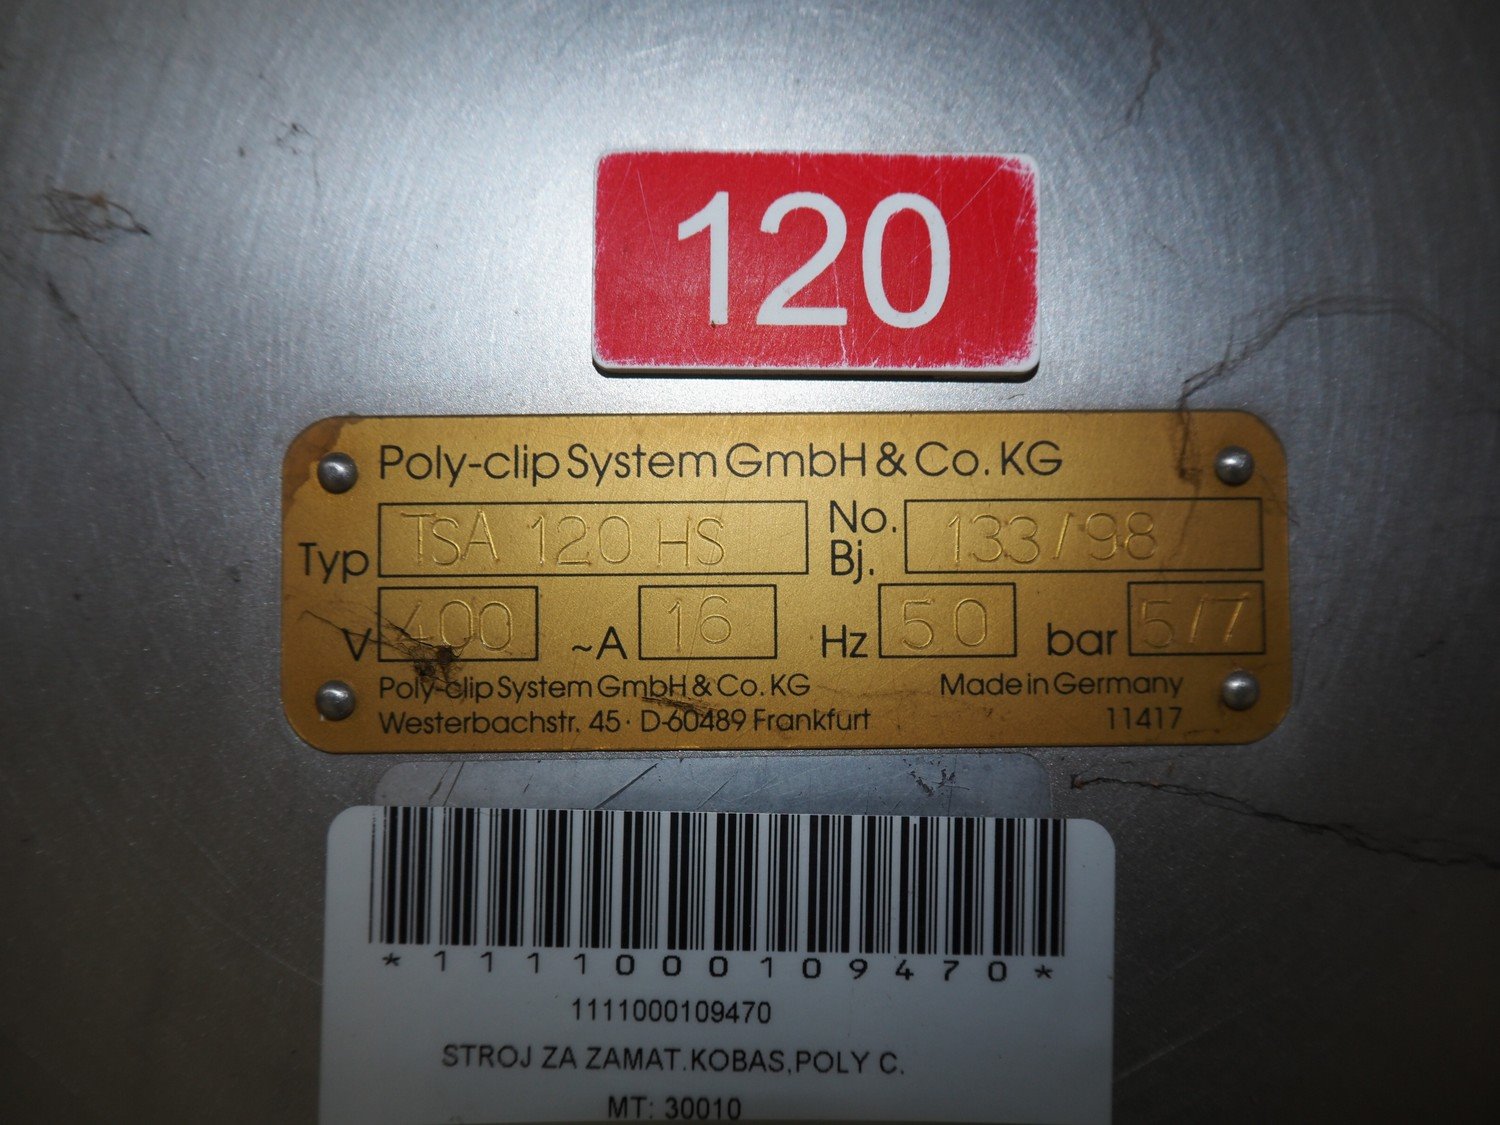 120
Poly-clip System GmbH & Co. KG
Typ TSA 120 HS No. Bj. 133/98
V 400 ~A 16 Hz 50 bar 5/7
Poly-clip System GmbH & Co. KG Made in Germany
Westerbachstr. 45 · D-60489 Frankfurt 11417
*1111000109470*
1111000109470
STROJ ZA ZAMAT.KOBAS,POLY C.
MT: 30010